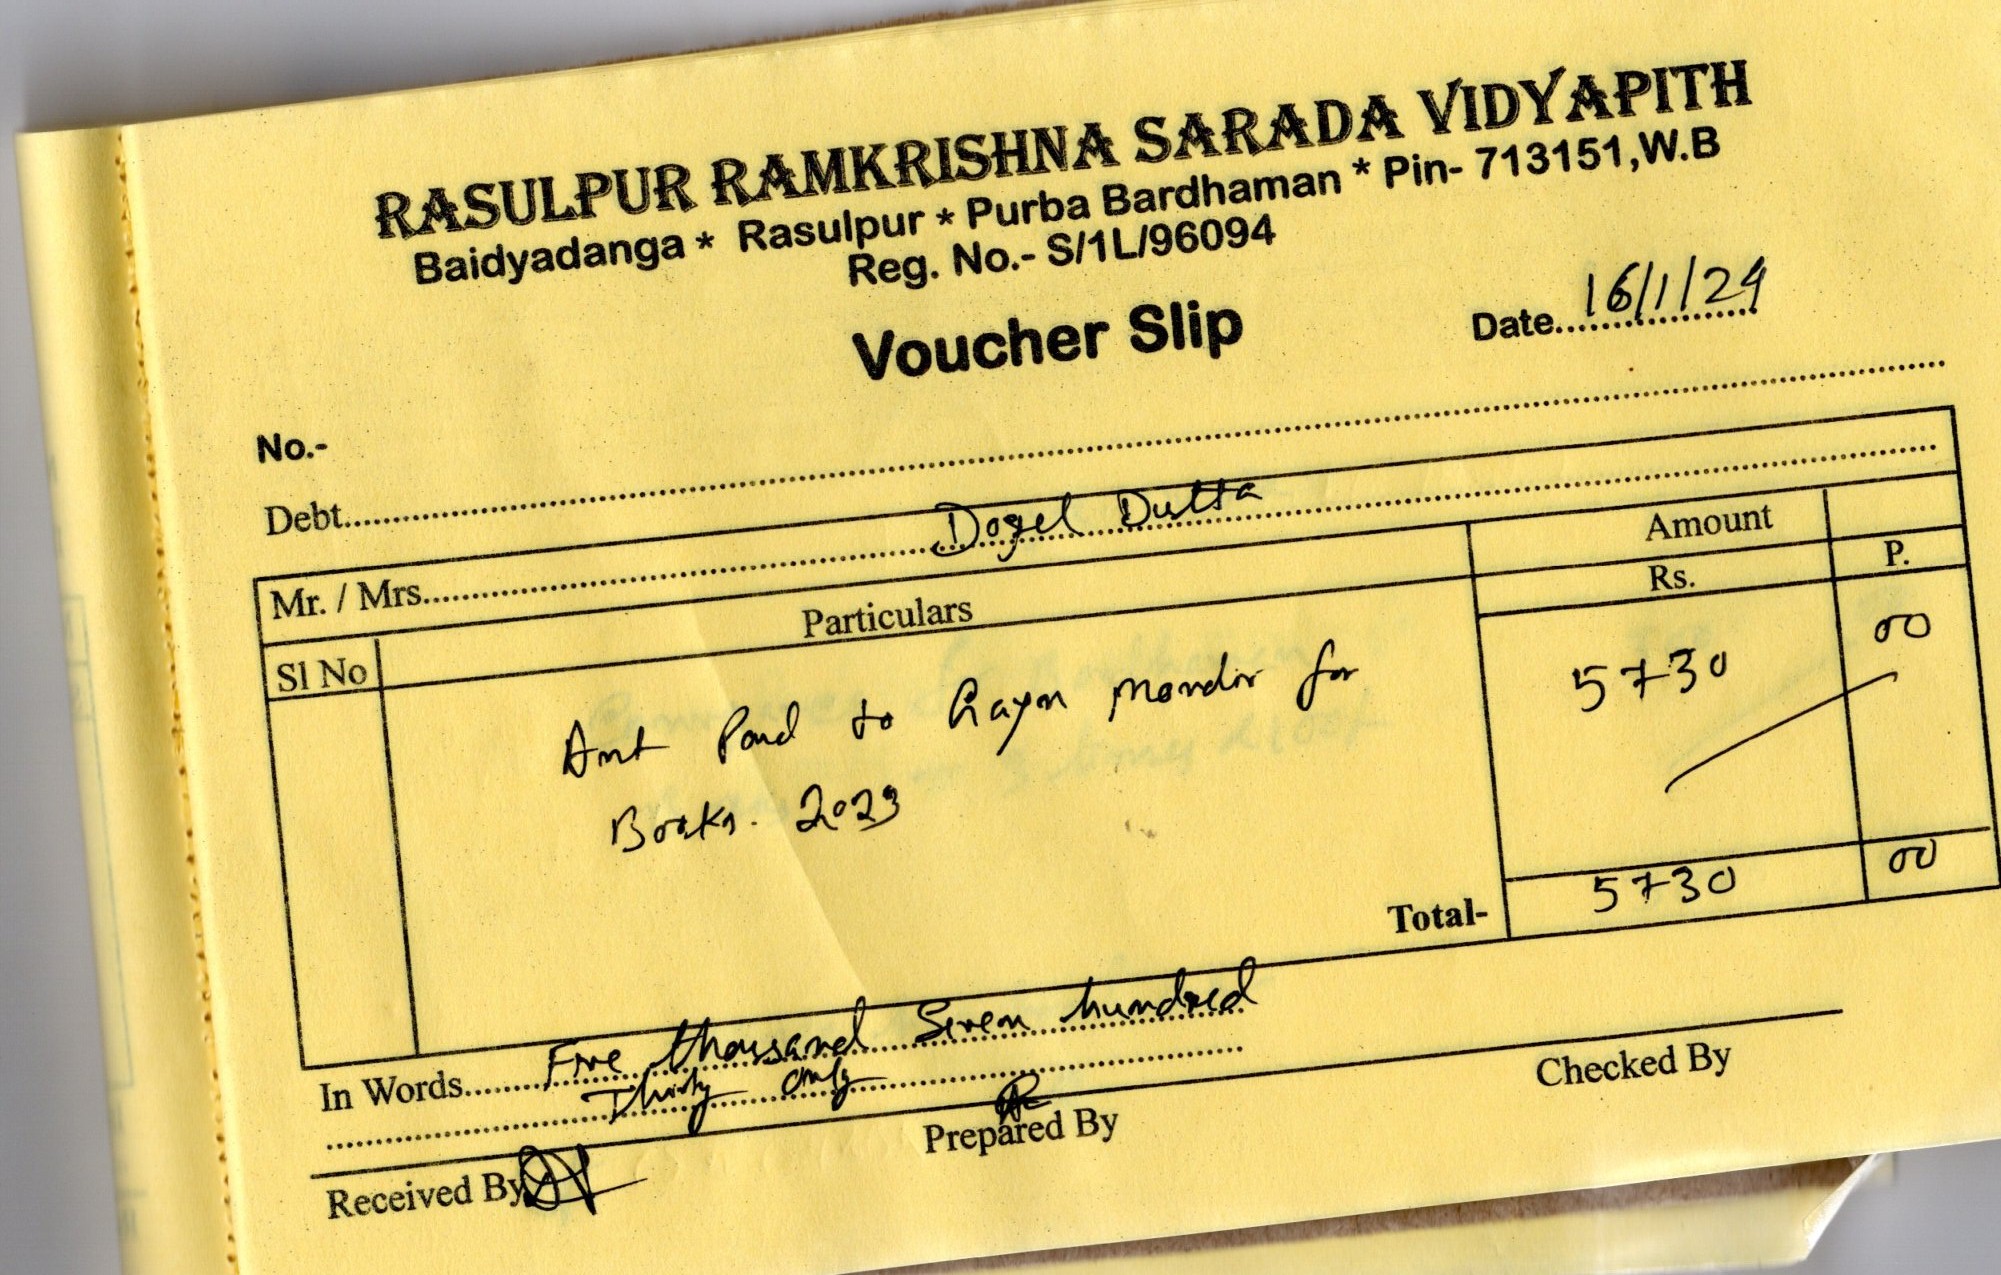 RASULPUR RAMKRISHNA SARADA VIDYAPITH
Baidyadanga * Rasulpur * Purba Bardhaman * Pin- 713151,W.B
Reg. No.- S/1L/96094
Voucher Slip
Date 16/1/24
No.-
Debt
Mr. / Mrs. Dogel Dutta
Sl No Particulars Amount
Rs. P.
Amt Paid to Gayan Mandir for 5730 00
Books. 2023
Total- 5730 00
In Words Five thousand Seven hundred
Thirty only
Received By Prepared By Checked By